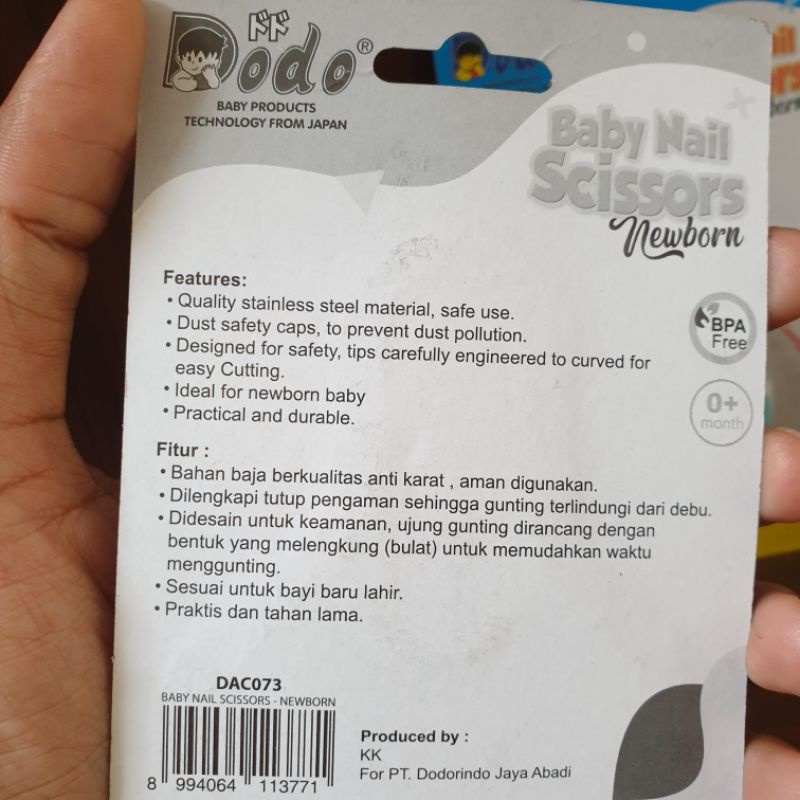 ドド
Dodo®
BABY PRODUCTS
TECHNOLOGY FROM JAPAN
Baby Nail
Scissors
Newborn
Features:
• Quality stainless steel material, safe use.
• Dust safety caps, to prevent dust pollution.
• Designed for safety, tips carefully engineered to curved for
easy Cutting.
• Ideal for newborn baby
• Practical and durable.
BPA
Free
0+
month
Fitur :
• Bahan baja berkualitas anti karat , aman digunakan.
• Dilengkapi tutup pengaman sehingga gunting terlindungi dari debu.
• Didesain untuk keamanan, ujung gunting dirancang dengan
bentuk yang melengkung (bulat) untuk memudahkan waktu
menggunting.
• Sesuai untuk bayi baru lahir.
• Praktis dan tahan lama.
DAC073
BABY NAIL SCISSORS - NEWBORN
8 994064 113771
Produced by :
KK
For PT. Dodorindo Jaya Abadi